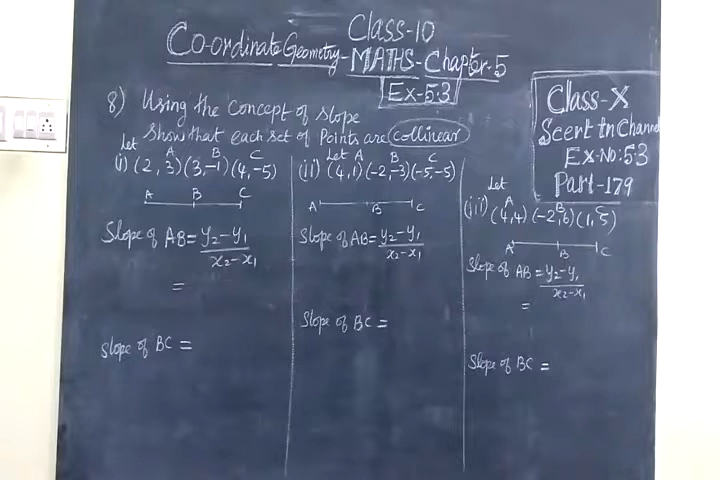 Class-10
Co-ordinate Geometry-MATHS-Chapter-5
Ex-5.3
8) Using the concept of slope
Show that each set of Points are collinear
Let
A B C
(i) (2, 3) (3,-1) (4,-5)
A B C
Slope of AB = y2-y1
x2-x1
=
Slope of BC =
Let A B C
(ii) (4,1) (-2,-3) (-5,-5)
A B C
Slope of AB = y2-y1
x2-x1
Slope of BC =
Class-X
Scert tn Channel
Ex-No:5.3
Part-179
Let
A B C
(iii) (4,4) (-2,6) (1,5)
A B C
Slope of AB = y2-y1
x2-x1
=
Slope of BC =